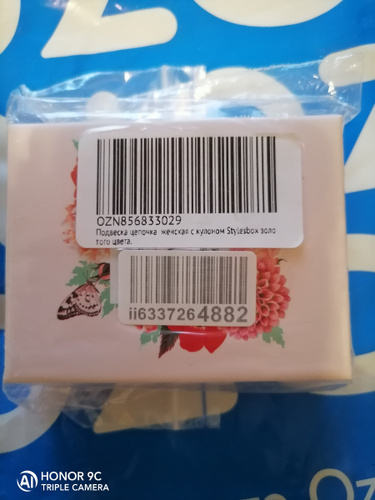 OZN856833029
Подвеска цепочка женская с кулоном Stylesbox золо
того цвета.
ii6337264882
HONOR 9C
TRIPLE CAMERA